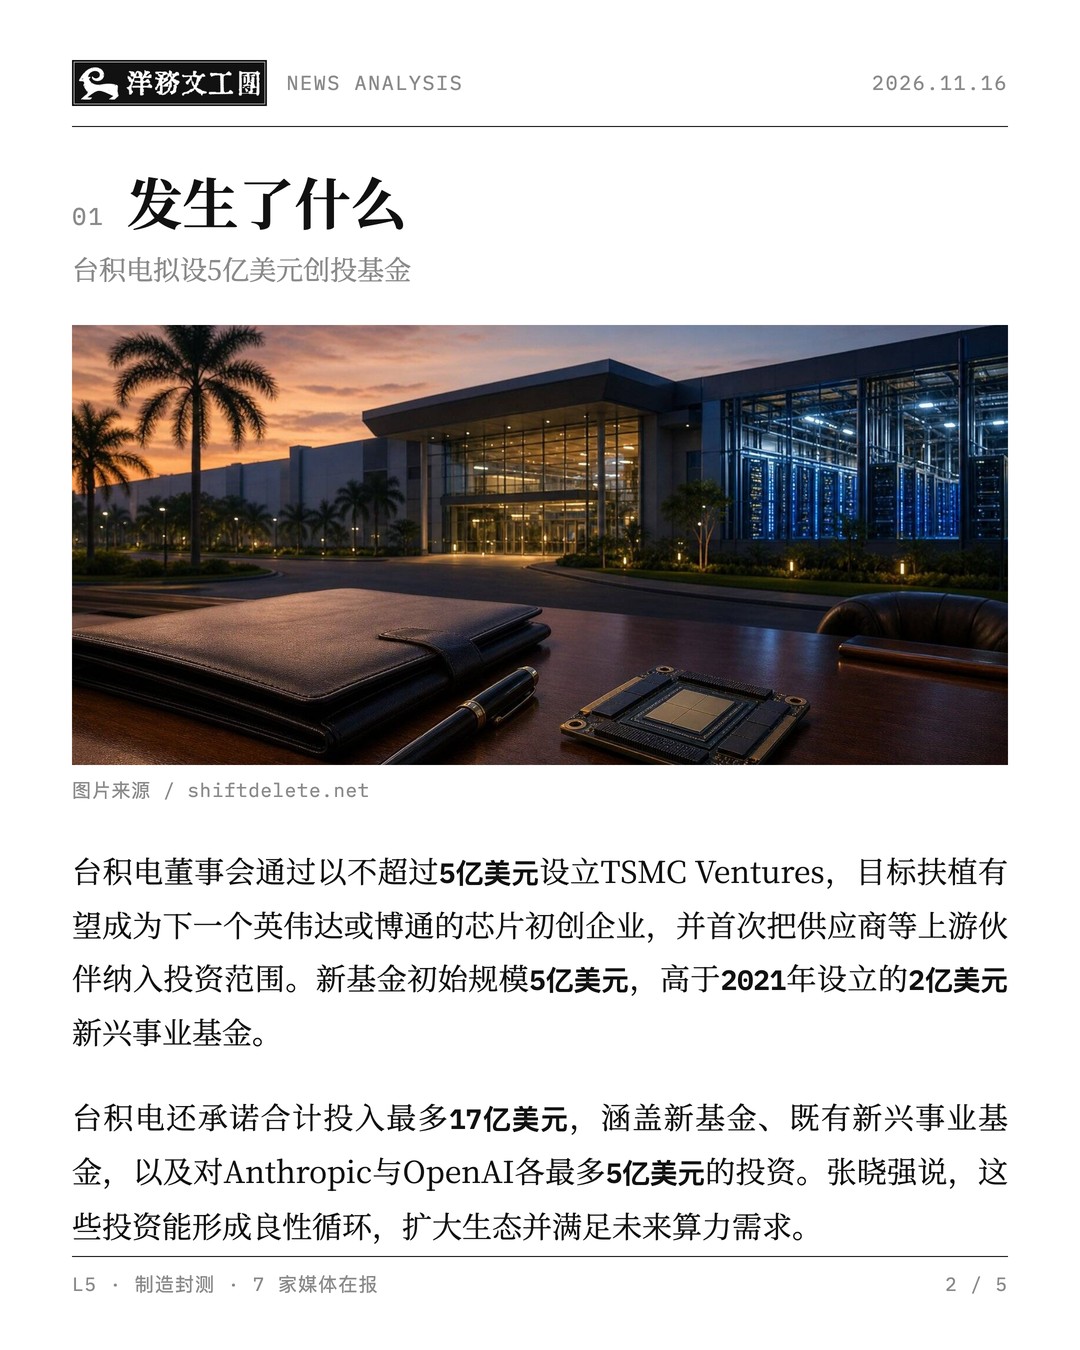 洋務文工團 NEWS ANALYSIS 2026.11.16
01 发生了什么
台积电拟设5亿美元创投基金
图片来源 / shiftdelete.net
台积电董事会通过以不超过5亿美元设立TSMC Ventures，目标扶植有
望成为下一个英伟达或博通的芯片初创企业，并首次把供应商等上游伙
伴纳入投资范围。新基金初始规模5亿美元，高于2021年设立的2亿美元
新兴事业基金。
台积电还承诺合计投入最多17亿美元，涵盖新基金、既有新兴事业基
金，以及对Anthropic与OpenAI各最多5亿美元的投资。张晓强说，这
些投资能形成良性循环，扩大生态并满足未来算力需求。
L5 · 制造封测 · 7 家媒体在报 2 / 5